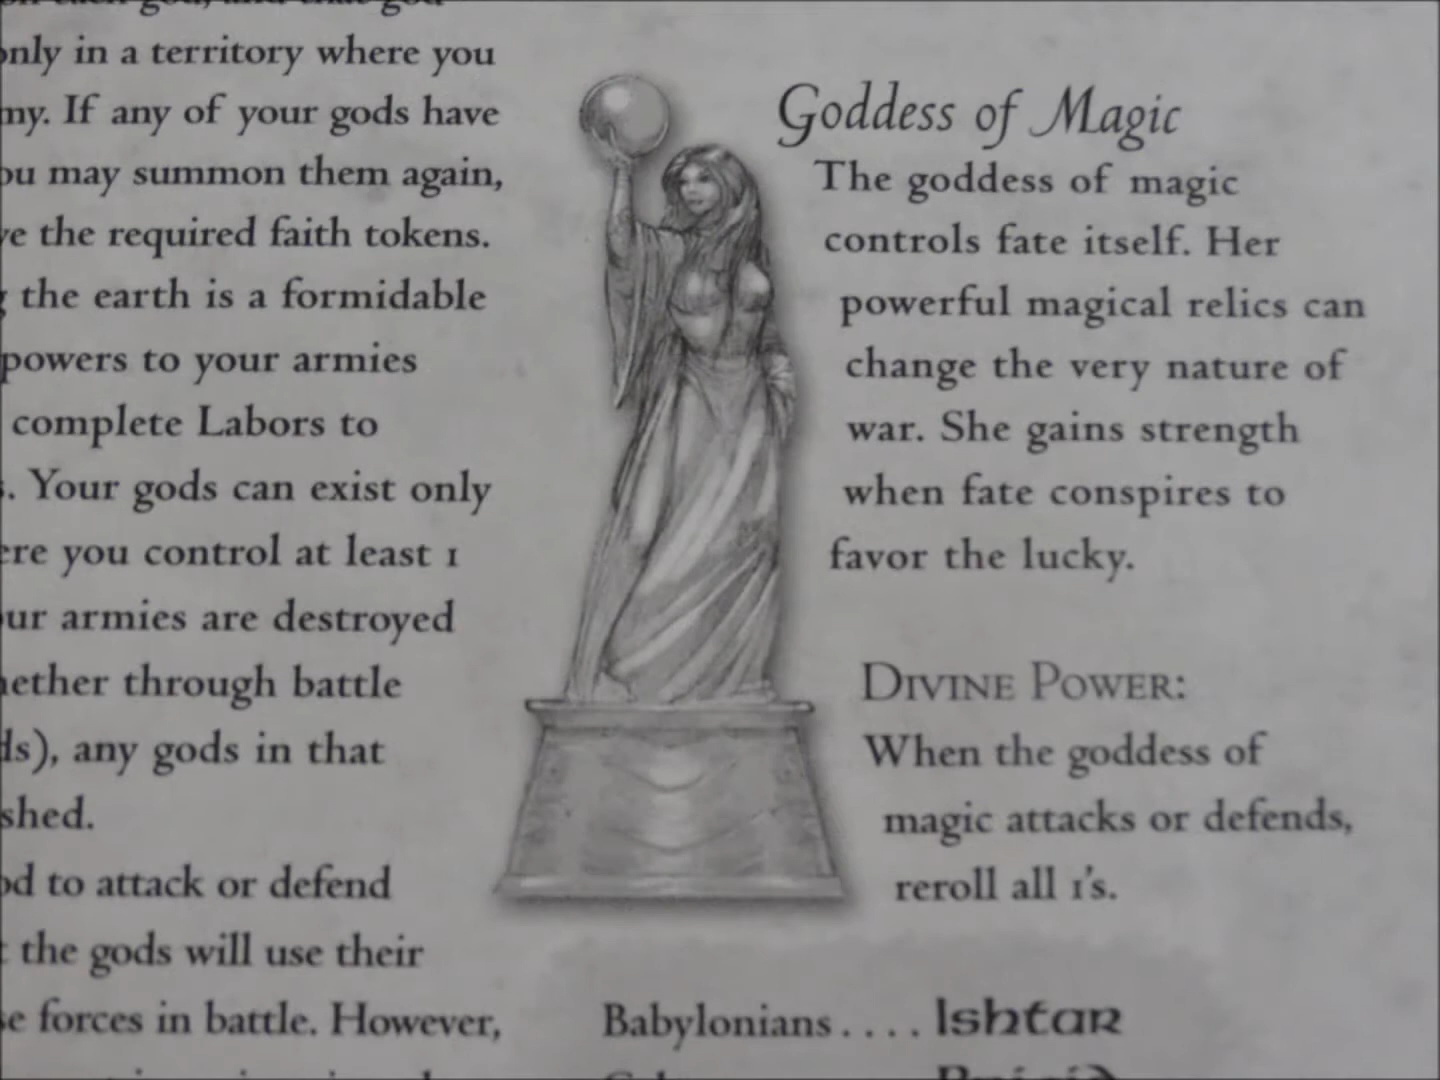 only in a territory where you
my. If any of your gods have
you may summon them again,
the required faith tokens.
the earth is a formidable
powers to your armies
complete Labors to
. Your gods can exist only
you control at least 1
armies are destroyed
through battle
), any gods in that
to attack or defend
the gods will use their
forces in battle. However,
Goddess of Magic
The goddess of magic
controls fate itself. Her
powerful magical relics can
change the very nature of
war. She gains strength
when fate conspires to
favor the lucky.
Divine Power:
When the goddess of
magic attacks or defends,
reroll all 1's.
Babylonians . . . . Ishtar